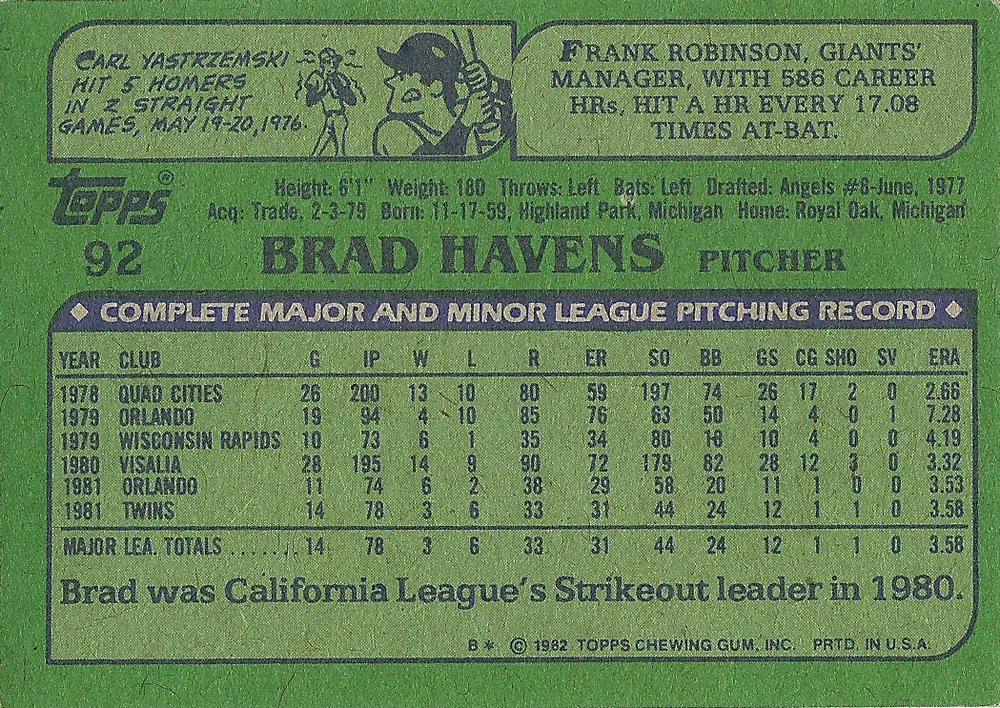 CARL YASTRZEMSKI
HIT 5 HOMERS
IN 2 STRAIGHT
GAMES, MAY 19-20, 1976.
FRANK ROBINSON, GIANTS'
MANAGER, WITH 586 CAREER
HRs, HIT A HR EVERY 17.08
TIMES AT-BAT.
TOPPS®
Height: 6'1" Weight: 180 Throws: Left Bats: Left Drafted: Angels #8-June, 1977
Acq: Trade, 2-3-79 Born: 11-17-59, Highland Park, Michigan Home: Royal Oak, Michigan
92 BRAD HAVENS PITCHER
◆ COMPLETE MAJOR AND MINOR LEAGUE PITCHING RECORD ◆
YEAR CLUB G IP W L R ER SO BB GS CG SHO SV ERA
1978 QUAD CITIES 26 200 13 10 80 59 197 74 26 17 2 0 2.66
1979 ORLANDO 19 94 4 10 85 76 63 50 14 4 0 1 7.28
1979 WISCONSIN RAPIDS 10 73 6 1 35 34 80 18 10 4 0 0 4.19
1980 VISALIA 28 195 14 9 90 72 179 82 28 12 3 0 3.32
1981 ORLANDO 11 74 6 2 38 29 58 20 11 1 0 0 3.53
1981 TWINS 14 78 3 6 33 31 44 24 12 1 1 0 3.58
MAJOR LEA. TOTALS....... 14 78 3 6 33 31 44 24 12 1 1 0 3.58
Brad was California League's Strikeout leader in 1980.
B* © 1982 TOPPS CHEWING GUM, INC. PRTD. IN U.S.A.